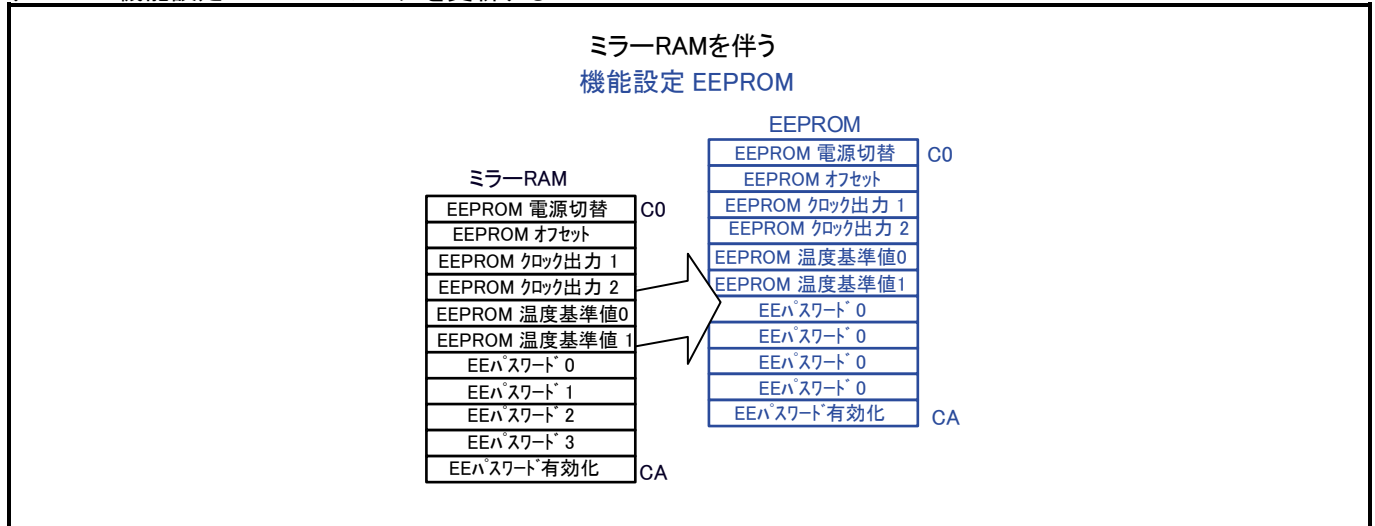 ミラーRAMを伴う
機能設定 EEPROM
ミラーRAM
EEPROM 電源切替 C0
EEPROM オフセット
EEPROM クロック出力 1
EEPROM クロック出力 2
EEPROM 温度基準値0
EEPROM 温度基準値 1
EEパスワード 0
EEパスワード 1
EEパスワード 2
EEパスワード 3
EEパスワード有効化 CA
EEPROM
EEPROM 電源切替 C0
EEPROM オフセット
EEPROM クロック出力 1
EEPROM クロック出力 2
EEPROM 温度基準値0
EEPROM 温度基準値1
EEパスワード 0
EEパスワード 0
EEパスワード 0
EEパスワード 0
EEパスワード有効化 CA